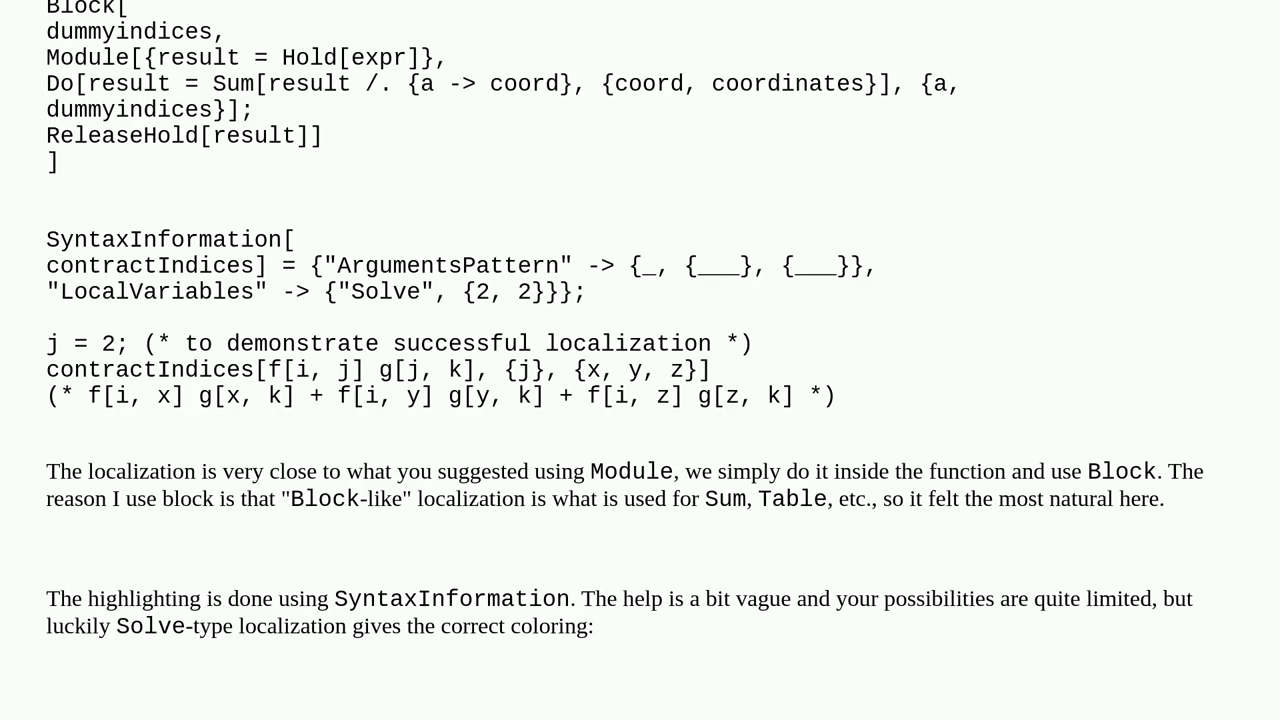 Block[
dummyindices,
Module[{result = Hold[expr]},
Do[result = Sum[result /. {a -> coord}, {coord, coordinates}], {a,
dummyindices}];
ReleaseHold[result]]
]
SyntaxInformation[
contractIndices] = {"ArgumentsPattern" -> {_, {___}, {___}},
"LocalVariables" -> {"Solve", {2, 2}}};
j = 2; (* to demonstrate successful localization *)
contractIndices[f[i, j] g[j, k], {j}, {x, y, z}]
(* f[i, x] g[x, k] + f[i, y] g[y, k] + f[i, z] g[z, k] *)
The localization is very close to what you suggested using Module, we simply do it inside the function and use Block. The
reason I use block is that "Block-like" localization is what is used for Sum, Table, etc., so it felt the most natural here.
The highlighting is done using SyntaxInformation. The help is a bit vague and your possibilities are quite limited, but
luckily Solve-type localization gives the correct coloring: